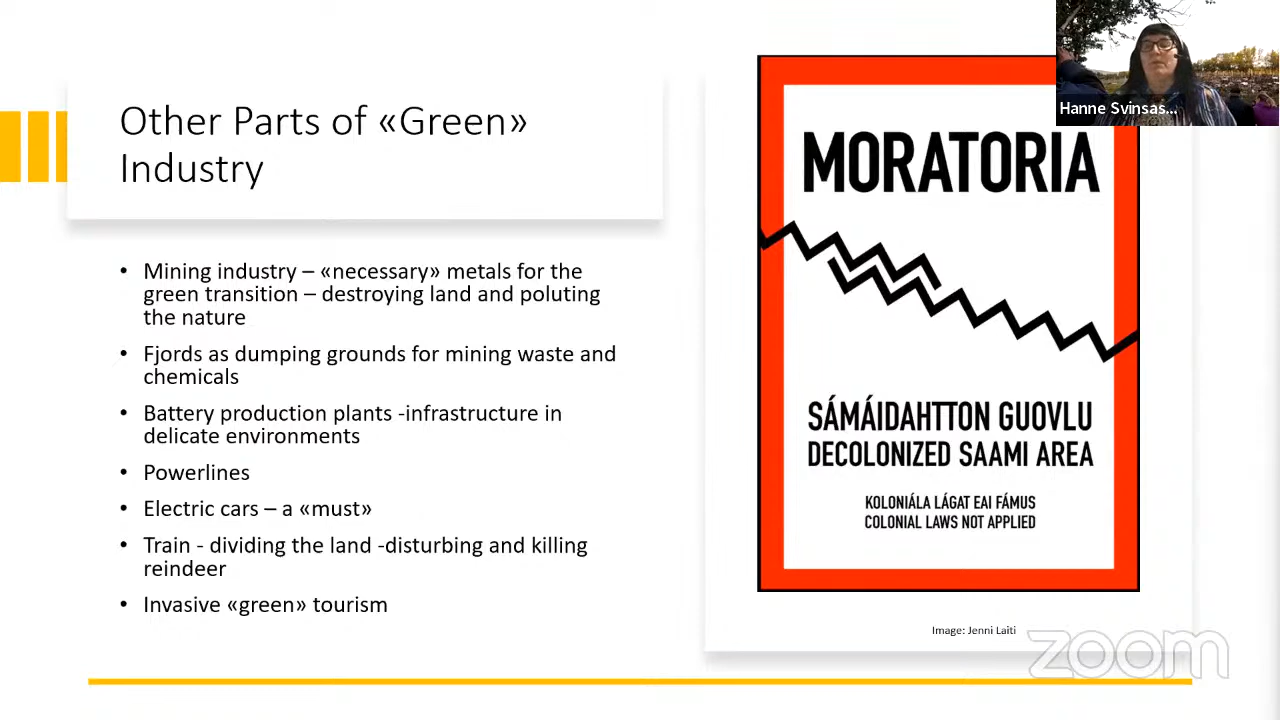 Other Parts of «Green»
Industry
• Mining industry – «necessary» metals for the
green transition – destroying land and poluting
the nature
• Fjords as dumping grounds for mining waste and
chemicals
• Battery production plants -infrastructure in
delicate environments
• Powerlines
• Electric cars – a «must»
• Train - dividing the land -disturbing and killing
reindeer
• Invasive «green» tourism
MORATORIA
SÁMÁIDAHTTON GUOVLU
DECOLONIZED SAAMI AREA
KOLONIÁLA LÁGAT EAI FÁMUS
COLONIAL LAWS NOT APPLIED
Image: Jenni Laiti
Hanne Svinsas...
zoom